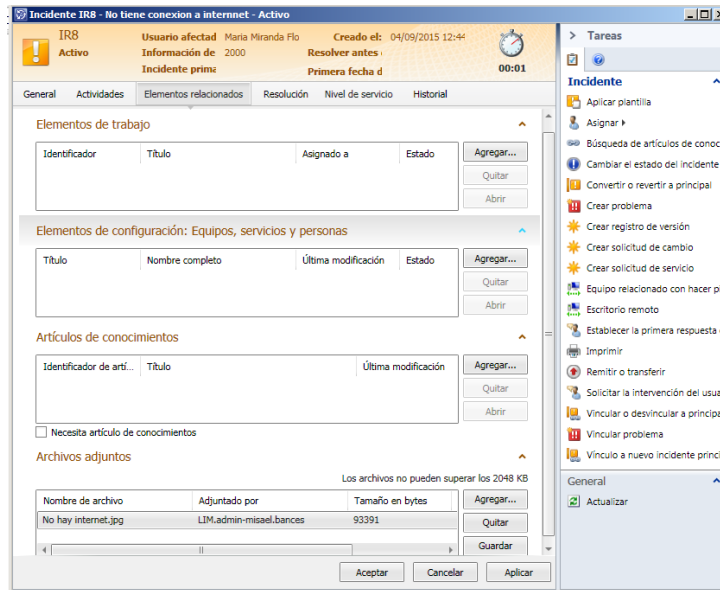 Incidente IR8 - No tiene conexion a internnet - Activo
IR8
Activo
Usuario afectad Maria Miranda Flo
Información de 2000
Incidente prima
Creado el: 04/09/2015 12:44
Resolver antes
Primera fecha d
00:01
General Actividades Elementos relacionados Resolución Nivel de servicio Historial
Elementos de trabajo
Identificador Título Asignado a Estado
Agregar...
Quitar
Abrir
Elementos de configuración: Equipos, servicios y personas
Título Nombre completo Última modificación Estado
Agregar...
Quitar
Abrir
Artículos de conocimientos
Identificador de artí... Título Última modificación
Agregar...
Quitar
Abrir
Necesita artículo de conocimientos
Archivos adjuntos
Los archivos no pueden superar los 2048 KB
Nombre de archivo Adjuntado por Tamaño en bytes
No hay internet.jpg LIM.admin-misael.bances 93391
Agregar...
Quitar
Guardar
Aceptar Cancelar Aplicar
Tareas
Incidente
Aplicar plantilla
Asignar
Búsqueda de artículos de conoc
Cambiar el estado del incidente
Convertir o revertir a principal
Crear problema
Crear registro de versión
Crear solicitud de cambio
Crear solicitud de servicio
Equipo relacionado con hacer p
Escritorio remoto
Establecer la primera respuesta
Imprimir
Remitir o transferir
Solicitar la intervención del usua
Vincular o desvincular a principa
Vincular problema
Vínculo a nuevo incidente princi
General
Actualizar